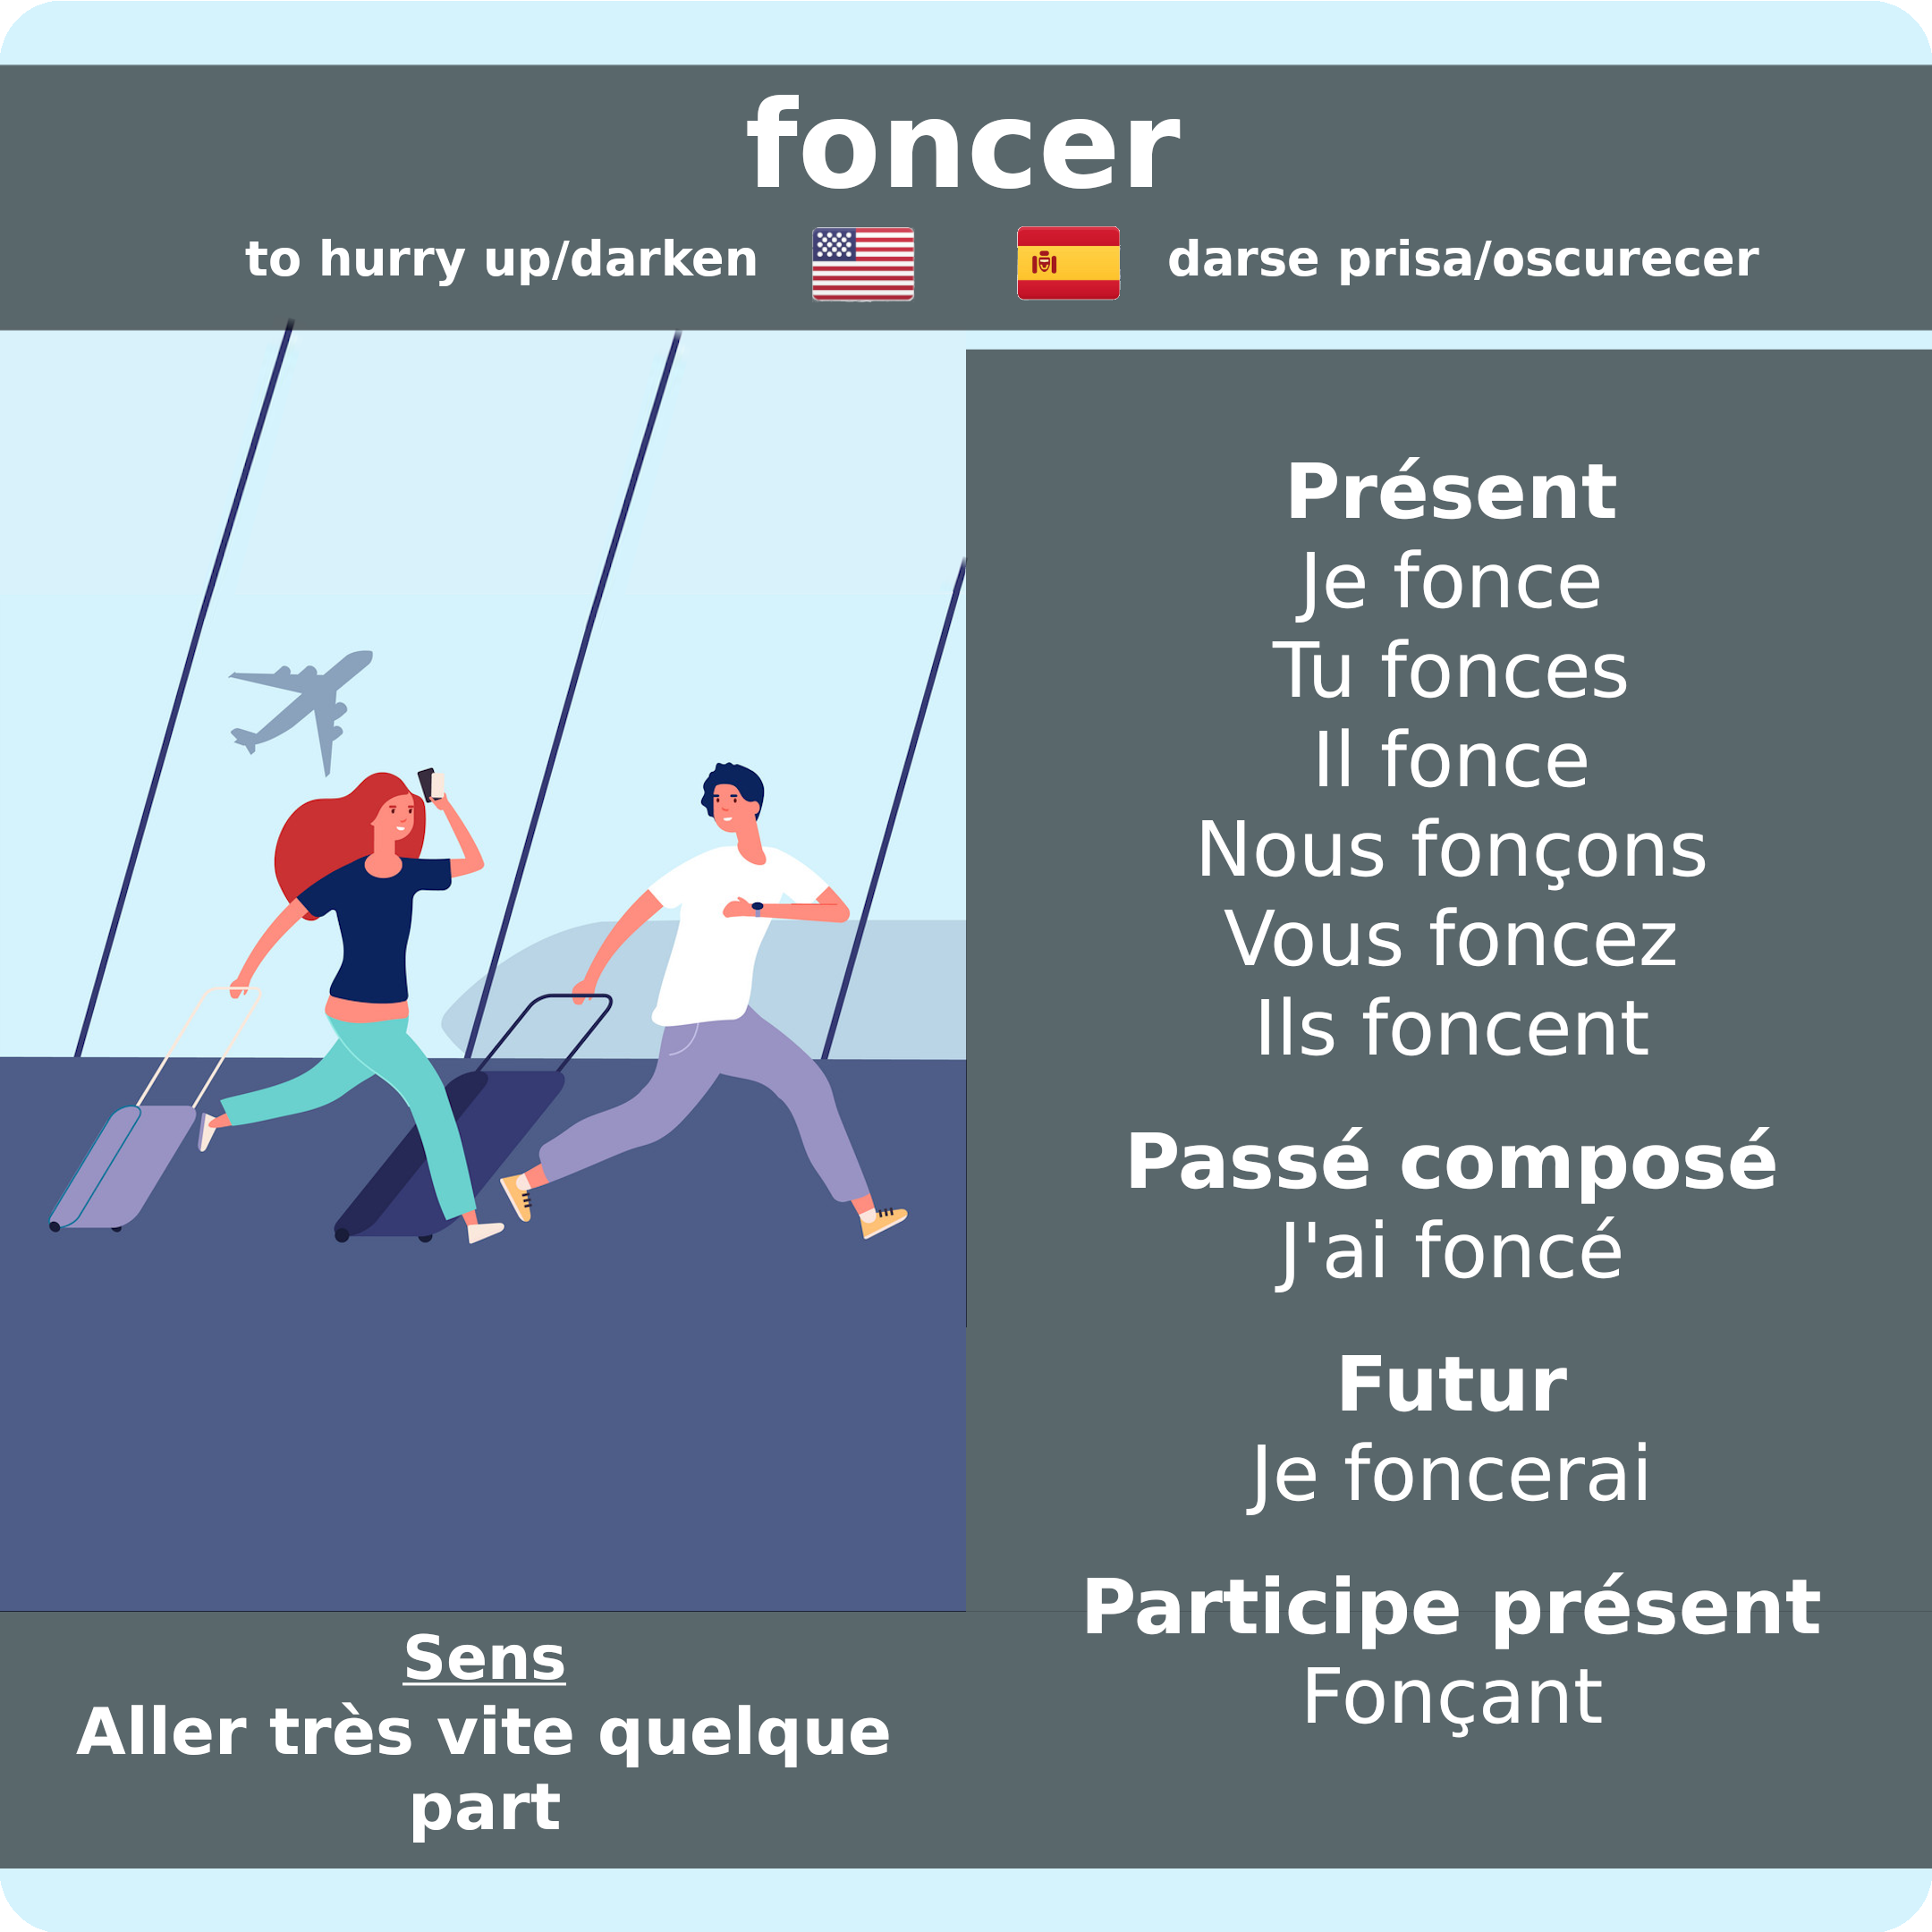 foncer
to hurry up/darken
darse prisa/oscurecer
Présent
Je fonce
Tu fonces
Il fonce
Nous fonçons
Vous foncez
Ils foncent
Passé composé
J'ai foncé
Futur
Je foncerai
Participe présent
Fonçant
Sens
Aller très vite quelque
part